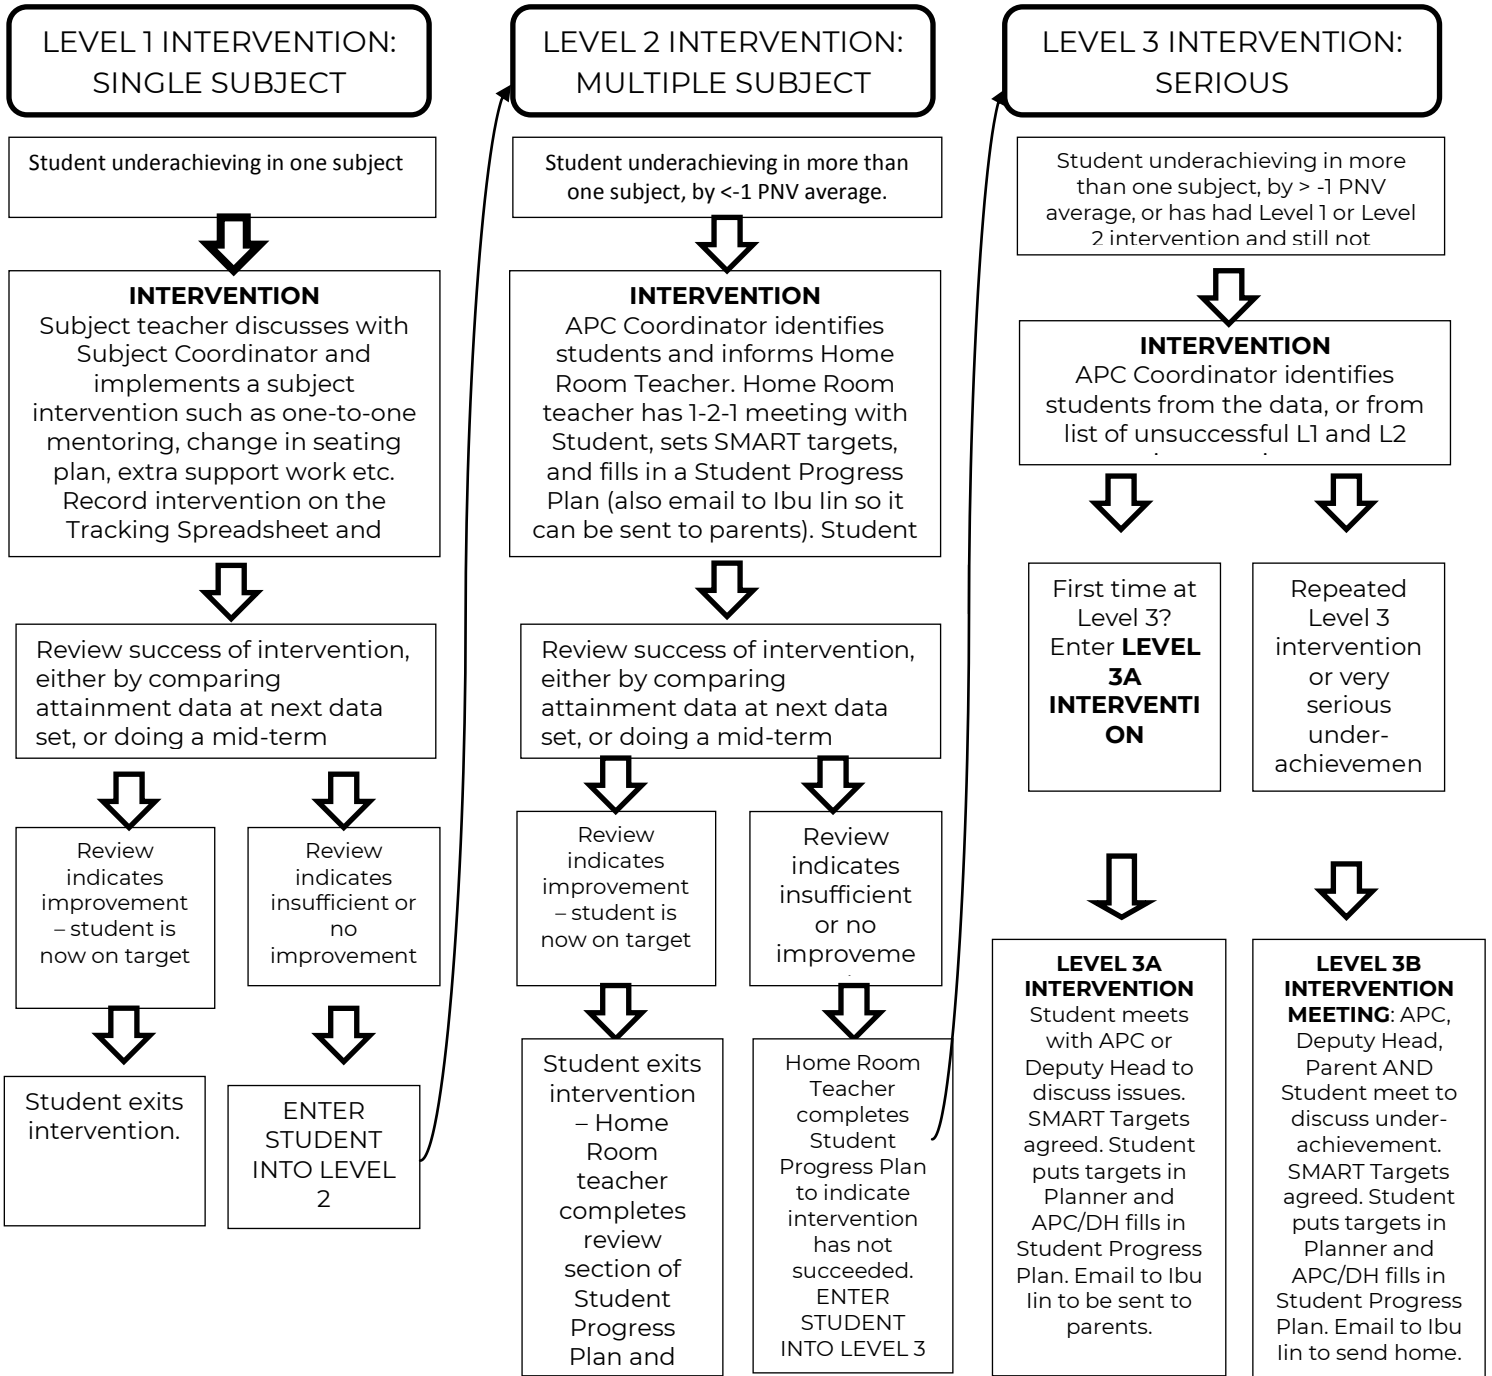 LEVEL 1 INTERVENTION:
SINGLE SUBJECT
Student underachieving in one subject
INTERVENTION
Subject teacher discusses with
Subject Coordinator and
implements a subject
intervention such as one-to-one
mentoring, change in seating
plan, extra support work etc.
Record intervention on the
Tracking Spreadsheet and
Review success of intervention,
either by comparing
attainment data at next data
set, or doing a mid-term
Review
indicates
improvement
– student is
now on target
Review
indicates
insufficient or
no
improvement
Student exits
intervention.
ENTER
STUDENT
INTO LEVEL
2
LEVEL 2 INTERVENTION:
MULTIPLE SUBJECT
Student underachieving in more than
one subject, by <-1 PNV average.
INTERVENTION
APC Coordinator identifies
students and informs Home
Room Teacher. Home Room
teacher has 1-2-1 meeting with
Student, sets SMART targets,
and fills in a Student Progress
Plan (also email to Ibu Iin so it
can be sent to parents). Student
Review success of intervention,
either by comparing
attainment data at next data
set, or doing a mid-term
Review
indicates
improvement
– student is
now on target
Review
indicates
insufficient
or no
improveme
Student exits
intervention
– Home
Room
teacher
completes
review
section of
Student
Progress
Plan and
Home Room
Teacher
completes
Student
Progress Plan
to indicate
intervention
has not
succeeded.
ENTER
STUDENT
INTO LEVEL 3
LEVEL 3 INTERVENTION:
SERIOUS
Student underachieving in more
than one subject, by > -1 PNV
average, or has had Level 1 or Level
2 intervention and still not
INTERVENTION
APC Coordinator identifies
students from the data, or from
list of unsuccessful L1 and L2
First time at
Level 3?
Enter LEVEL
3A
INTERVENTI
ON
Repeated
Level 3
intervention
or very
serious
under-
achievemen
LEVEL 3A
INTERVENTION
Student meets
with APC or
Deputy Head to
discuss issues.
SMART Targets
agreed. Student
puts targets in
Planner and
APC/DH fills in
Student Progress
Plan. Email to Ibu
Iin to be sent to
parents.
LEVEL 3B
INTERVENTION
MEETING: APC,
Deputy Head,
Parent AND
Student meet to
discuss under-
achievement.
SMART Targets
agreed. Student
puts targets in
Planner and
APC/DH fills in
Student Progress
Plan. Email to Ibu
Iin to send home.